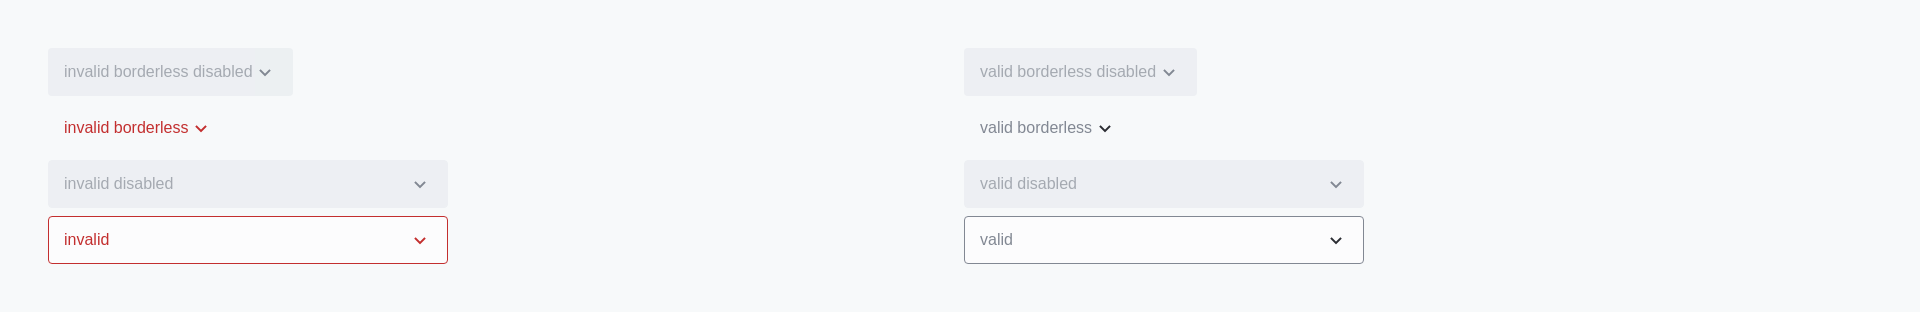 invalid borderless disabled
invalid borderless
invalid disabled
invalid
valid borderless disabled
valid borderless
valid disabled
valid